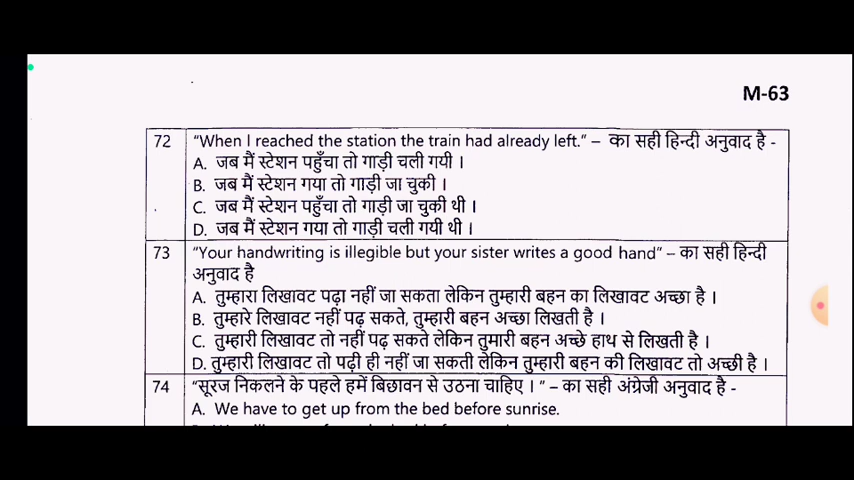 M-63
72 "When I reached the station the train had already left." – का सही हिन्दी अनुवाद है -
A. जब मैं स्टेशन पहुँचा तो गाड़ी चली गयी ।
B. जब मैं स्टेशन गया तो गाड़ी जा चुकी ।
C. जब मैं स्टेशन पहुँचा तो गाड़ी जा चुकी थी ।
D. जब मैं स्टेशन गया तो गाड़ी चली गयी थी ।
73 "Your handwriting is illegible but your sister writes a good hand" – का सही हिन्दी
अनुवाद है
A. तुम्हारा लिखावट पढ़ा नहीं जा सकता लेकिन तुम्हारी बहन का लिखावट अच्छा है ।
B. तुम्हारे लिखावट नहीं पढ़ सकते, तुम्हारी बहन अच्छा लिखती है ।
C. तुम्हारी लिखावट तो नहीं पढ़ सकते लेकिन तुमारी बहन अच्छे हाथ से लिखती है ।
D. तुम्हारी लिखावट तो पढ़ी ही नहीं जा सकती लेकिन तुम्हारी बहन की लिखावट तो अच्छी है ।
74 "सूरज निकलने के पहले हमें बिछावन से उठना चाहिए । " – का सही अंग्रेजी अनुवाद है -
A. We have to get up from the bed before sunrise.